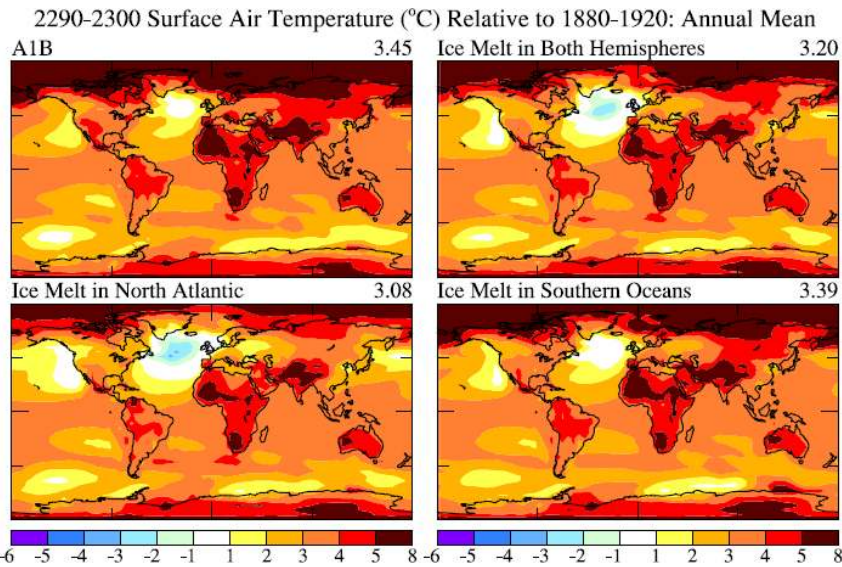 2290-2300 Surface Air Temperature (°C) Relative to 1880-1920: Annual Mean
A1B 3.45
Ice Melt in Both Hemispheres 3.20
Ice Melt in North Atlantic 3.08
Ice Melt in Southern Oceans 3.39
-6 -5 -4 -3 -2 -1 1 2 3 4 5 8
-6 -5 -4 -3 -2 -1 1 2 3 4 5 8